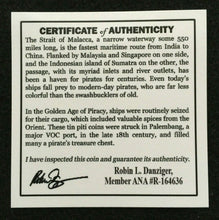 CERTIFICATE of AUTHENTICITY
The Strait of Malacca, a narrow waterway some 550
miles long, is the fastest maritime route from India to
China. Flanked by Malaysia and Singapore on one side,
and the Indonesian island of Sumatra on the other, the
passage, with its myriad inlets and river outlets, has
been a haven for pirates for centuries. Even today's
ships fall prey to modern-day pirates, who are far less
colorful than the swashbucklers of old.
In the Golden Age of Piracy, ships were routinely seized
for their cargo, which included valuable spices from the
Orient. These tin piti coins were struck in Palembang, a
major VOC port, in the late 18th century, and filled
many a pirate's treasure chest.
I have inspected this coin and guarantee its authenticity.
Robin L. Danziger,
Member ANA #R-164636